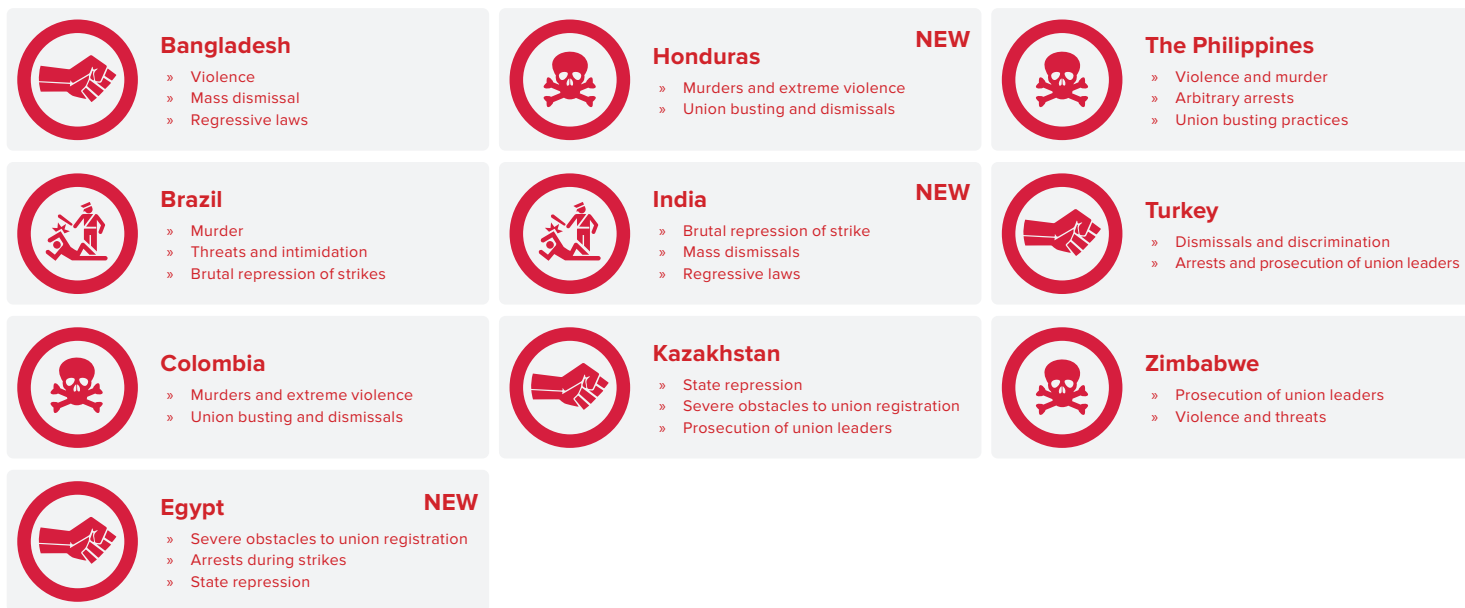 Bangladesh
» Violence
» Mass dismissal
» Regressive laws
Brazil
» Murder
» Threats and intimidation
» Brutal repression of strikes
Colombia
» Murders and extreme violence
» Union busting and dismissals
Egypt
NEW
» Severe obstacles to union registration
» Arrests during strikes
» State repression
Honduras
NEW
» Murders and extreme violence
» Union busting and dismissals
India
NEW
» Brutal repression of strike
» Mass dismissals
» Regressive laws
Kazakhstan
» State repression
» Severe obstacles to union registration
» Prosecution of union leaders
The Philippines
» Violence and murder
» Arbitrary arrests
» Union busting practices
Turkey
» Dismissals and discrimination
» Arrests and prosecution of union leaders
Zimbabwe
» Prosecution of union leaders
» Violence and threats